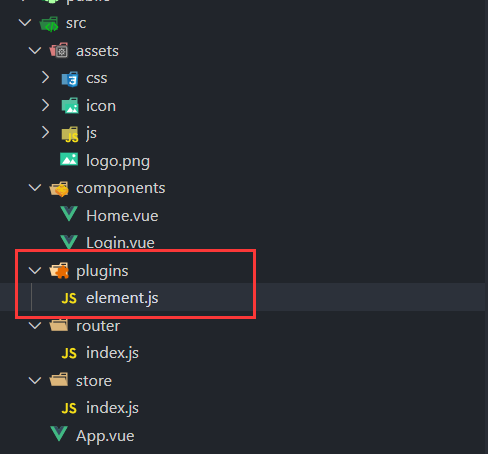 public
src
assets
css
icon
js
logo.png
components
Home.vue
Login.vue
plugins
JS element.js
router
JS index.js
store
JS index.js
App.vue